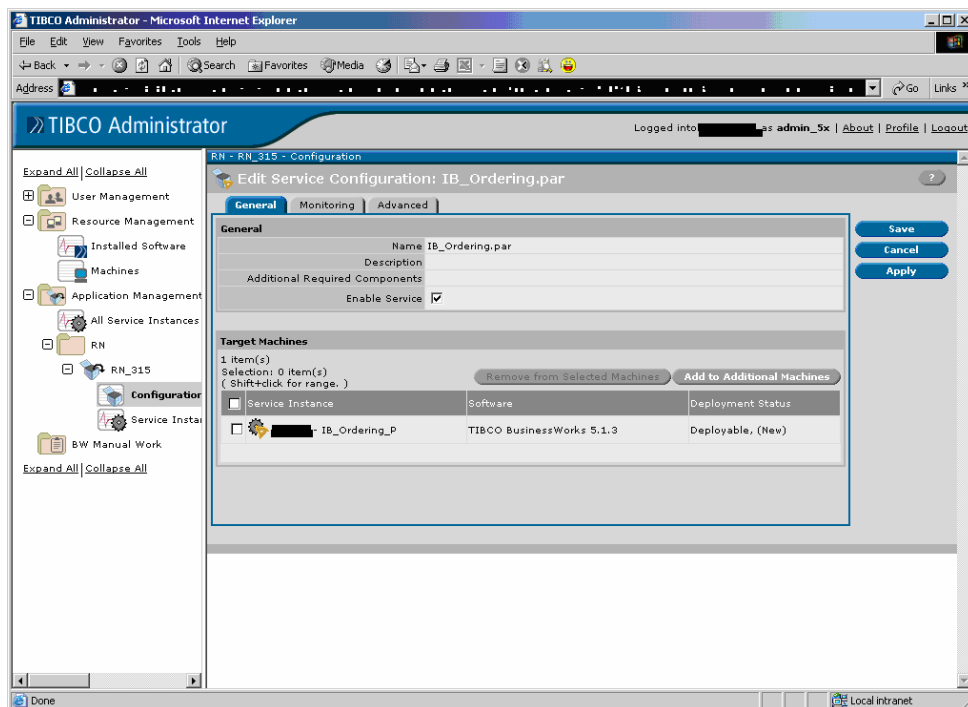 TIBCO Administrator - Microsoft Internet Explorer
File Edit View Favorites Tools Help
Back Search Favorites Media
Address Go Links »
TIBCO Administrator
Logged into as admin_5x | About | Profile | Logout
Expand All | Collapse All
User Management
Resource Management
Installed Software
Machines
Application Management
All Service Instances
RN
RN_315
Configuration
Service Instan
BW Manual Work
Expand All | Collapse All
RN - RN_315 - Configuration
Edit Service Configuration: IB_Ordering.par
?
General Monitoring Advanced
Save
Cancel
Apply
General
Name IB_Ordering.par
Description
Additional Required Components
Enable Service
Target Machines
1 item(s)
Selection: 0 item(s)
( Shift+click for range. )
Remove from Selected Machines Add to Additional Machines
Service Instance Software Deployment Status
- IB_Ordering_P TIBCO BusinessWorks 5.1.3 Deployable, (New)
Done Local intranet